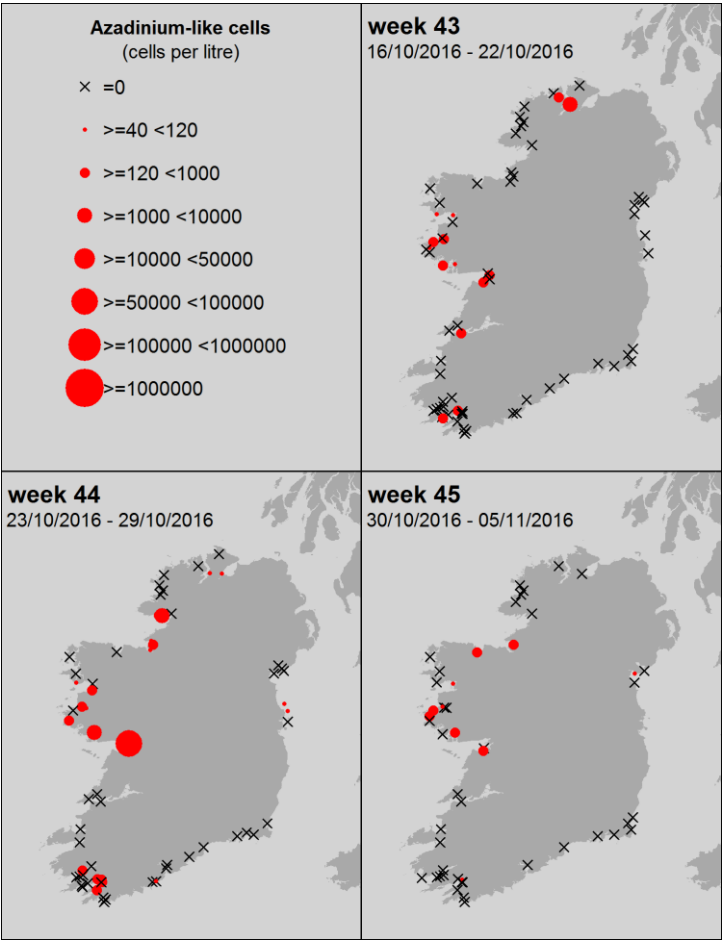 Azadinium-like cells
(cells per litre)
=0
>=40 <120
>=120 <1000
>=1000 <10000
>=10000 <50000
>=50000 <100000
>=100000 <1000000
>=1000000
week 43
16/10/2016 - 22/10/2016
week 44
23/10/2016 - 29/10/2016
week 45
30/10/2016 - 05/11/2016